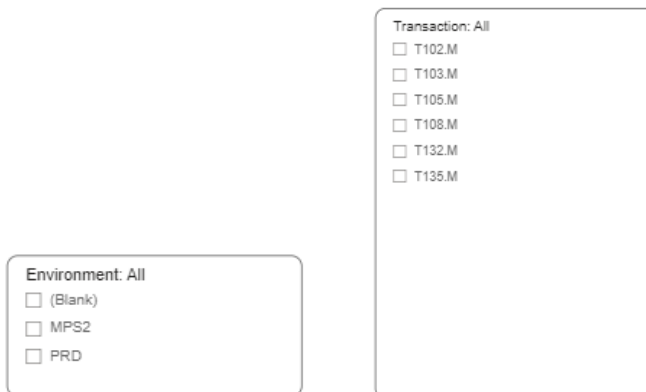 Transaction: All
T102.M
T103.M
T105.M
T108.M
T132.M
T135.M
Environment: All
(Blank)
MPS2
PRD